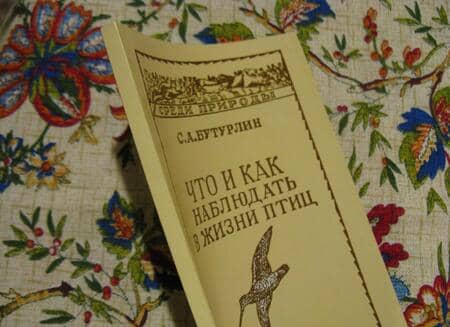 СРЕДИ ПРИРОДЫ
С.А.БУТУРЛИН
ЧТО И КАК
НАБЛЮДАТЬ
В ЖИЗНИ ПТИЦ